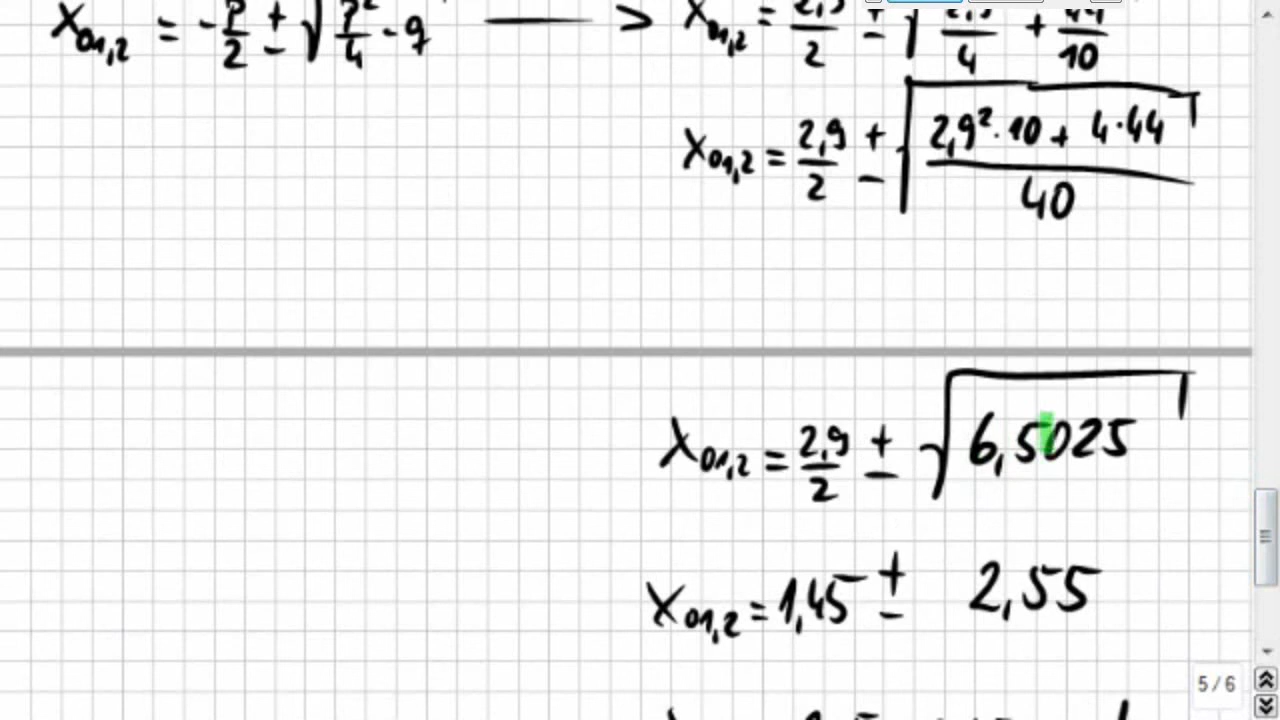 X₀₁,₂ = -p/2 ± √(p²/4 - q) ⟶ X₀₁,₂ = 2,9/2 ± √(2,9²/4 + 44/10)
X₀₁,₂ = 2,9/2 ± √((2,9²·10 + 4·44)/40)
X₀₁,₂ = 2,9/2 ± √6,5025
X₀₁,₂ = 1,45 ± 2,55
5/6